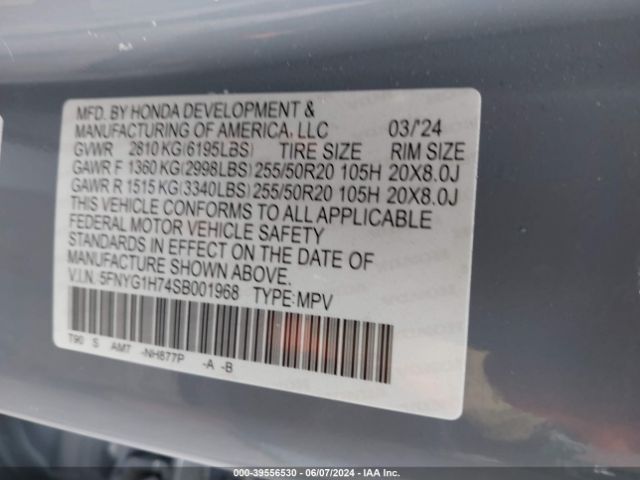 MFD. BY HONDA DEVELOPMENT &
MANUFACTURING OF AMERICA, LLC 03/'24
GVWR 2810 KG(6195LBS) TIRE SIZE RIM SIZE
GAWR F 1360 KG(2998LBS) 255/50R20 105H 20X8.0J
GAWR R 1515 KG(3340LBS) 255/50R20 105H 20X8.0J
THIS VEHICLE CONFORMS TO ALL APPLICABLE
FEDERAL MOTOR VEHICLE SAFETY
STANDARDS IN EFFECT ON THE DATE OF
MANUFACTURE SHOWN ABOVE.
V.I.N. 5FNYG1H74SB001968 TYPE:MPV
T90 S AMT -NH877P -A -B
000-39556530 - 06/07/2024 - IAA Inc.